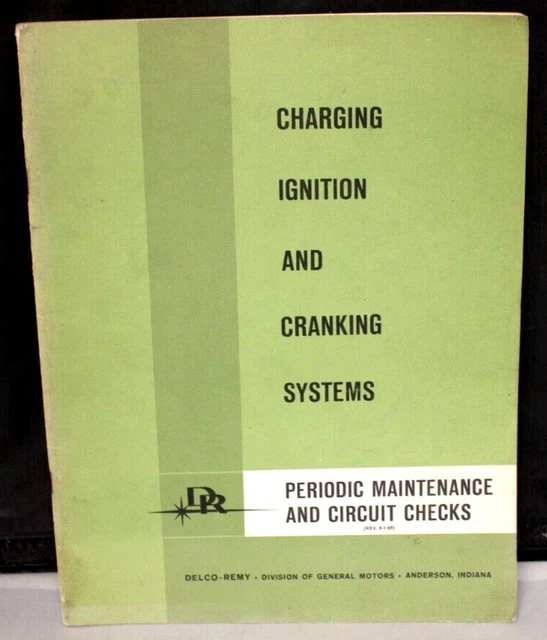 CHARGING
IGNITION
AND
CRANKING
SYSTEMS
DR
PERIODIC MAINTENANCE
AND CIRCUIT CHECKS
DELCO-REMY • DIVISION OF GENERAL MOTORS • ANDERSON, INDIANA